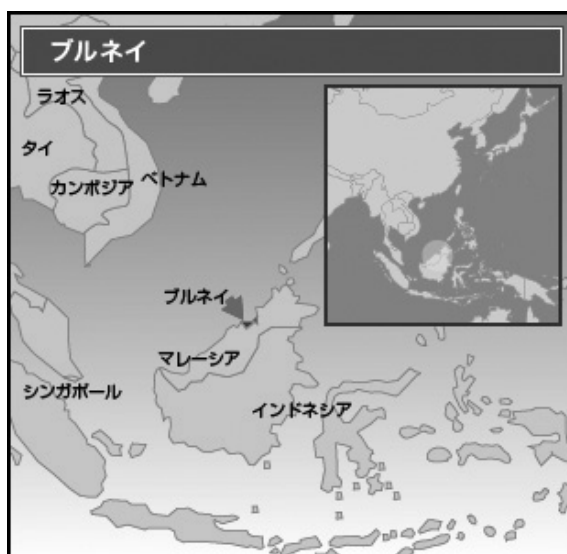 ブルネイ
ラオス
タイ
カンボジア
ベトナム
ブルネイ
マレーシア
シンガポール
インドネシア